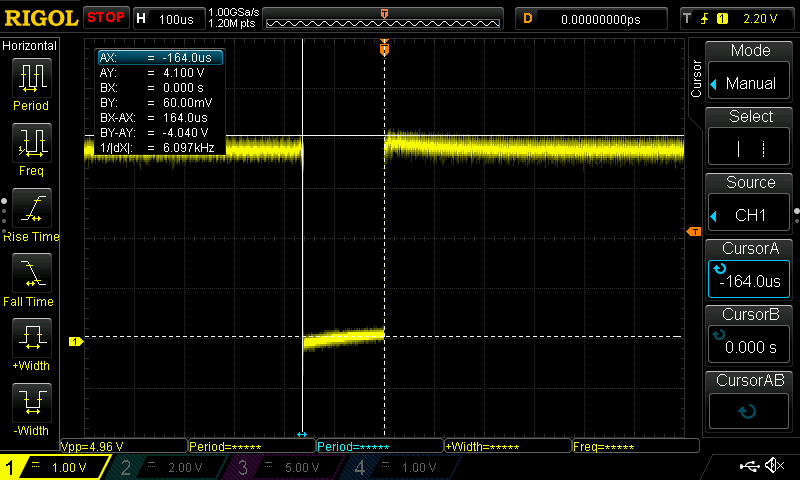 RIGOL STOP H 100us 1.00GSa/s 1.20M pts T D 0.00000000ps T 1 2.20 V
Horizontal
Period
Freq
Rise Time
Fall Time
+Width
-Width
AX: = -164.0us
AY: = 4.100 V
BX: = 0.000 s
BY: = 60.00mV
BX-AX: = 164.0us
BY-AY: = -4.040 V
1/|dX|: = 6.097kHz
T
T
1
Cursor
Mode
Manual
Select
Source
CH1
CursorA
-164.0us
CursorB
0.000 s
CursorAB
Vpp=4.96 V Period=***** Period=***** +Width=***** Freq=*****
1 = 1.00 V 2 = 2.00 V 3 = 5.00 V 4 = 1.00 V